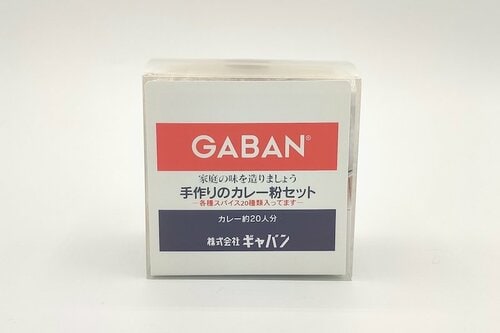 GABAN®
家庭の味を造りましょう
手作りのカレー粉セット
—各種スパイス20種類入ってます—
カレー約20人分
株式会社 ギャバン